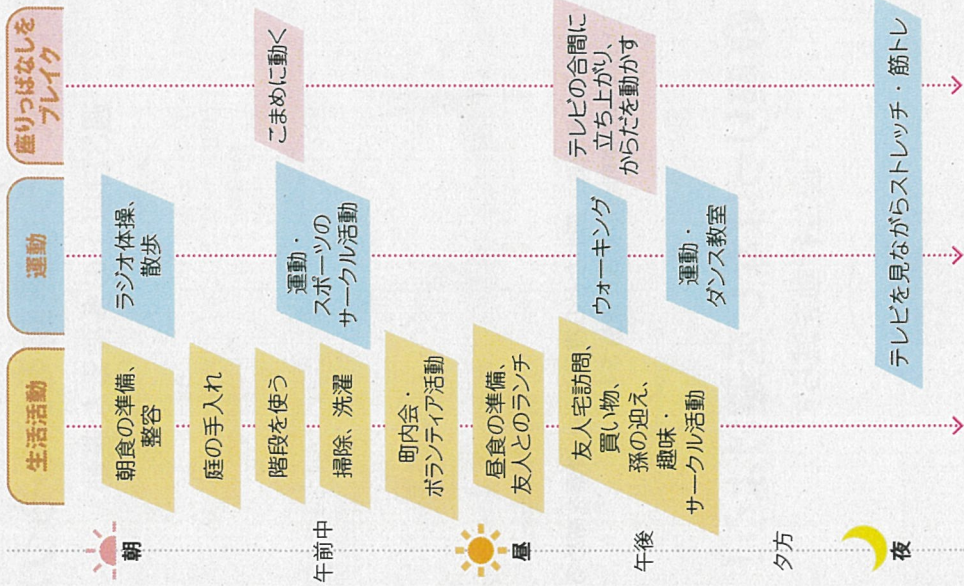 生活活動
運動
座りっぱなしを
ブレイク
朝
朝食の準備、
整容
ラジオ体操、
散歩
庭の手入れ
階段を使う
午前中
掃除、洗濯
運動・
スポーツの
サークル活動
こまめに動く
町内会・
ボランティア活動
昼
昼食の準備、
友人とのランチ
午後
友人宅訪問、
買い物、
孫の迎え、
趣味・
サークル活動
ウォーキング
テレビの合間に
立ち上がり、
からだを動かす
運動・
ダンス教室
夕方
夜
テレビを見ながらストレッチ・筋トレ